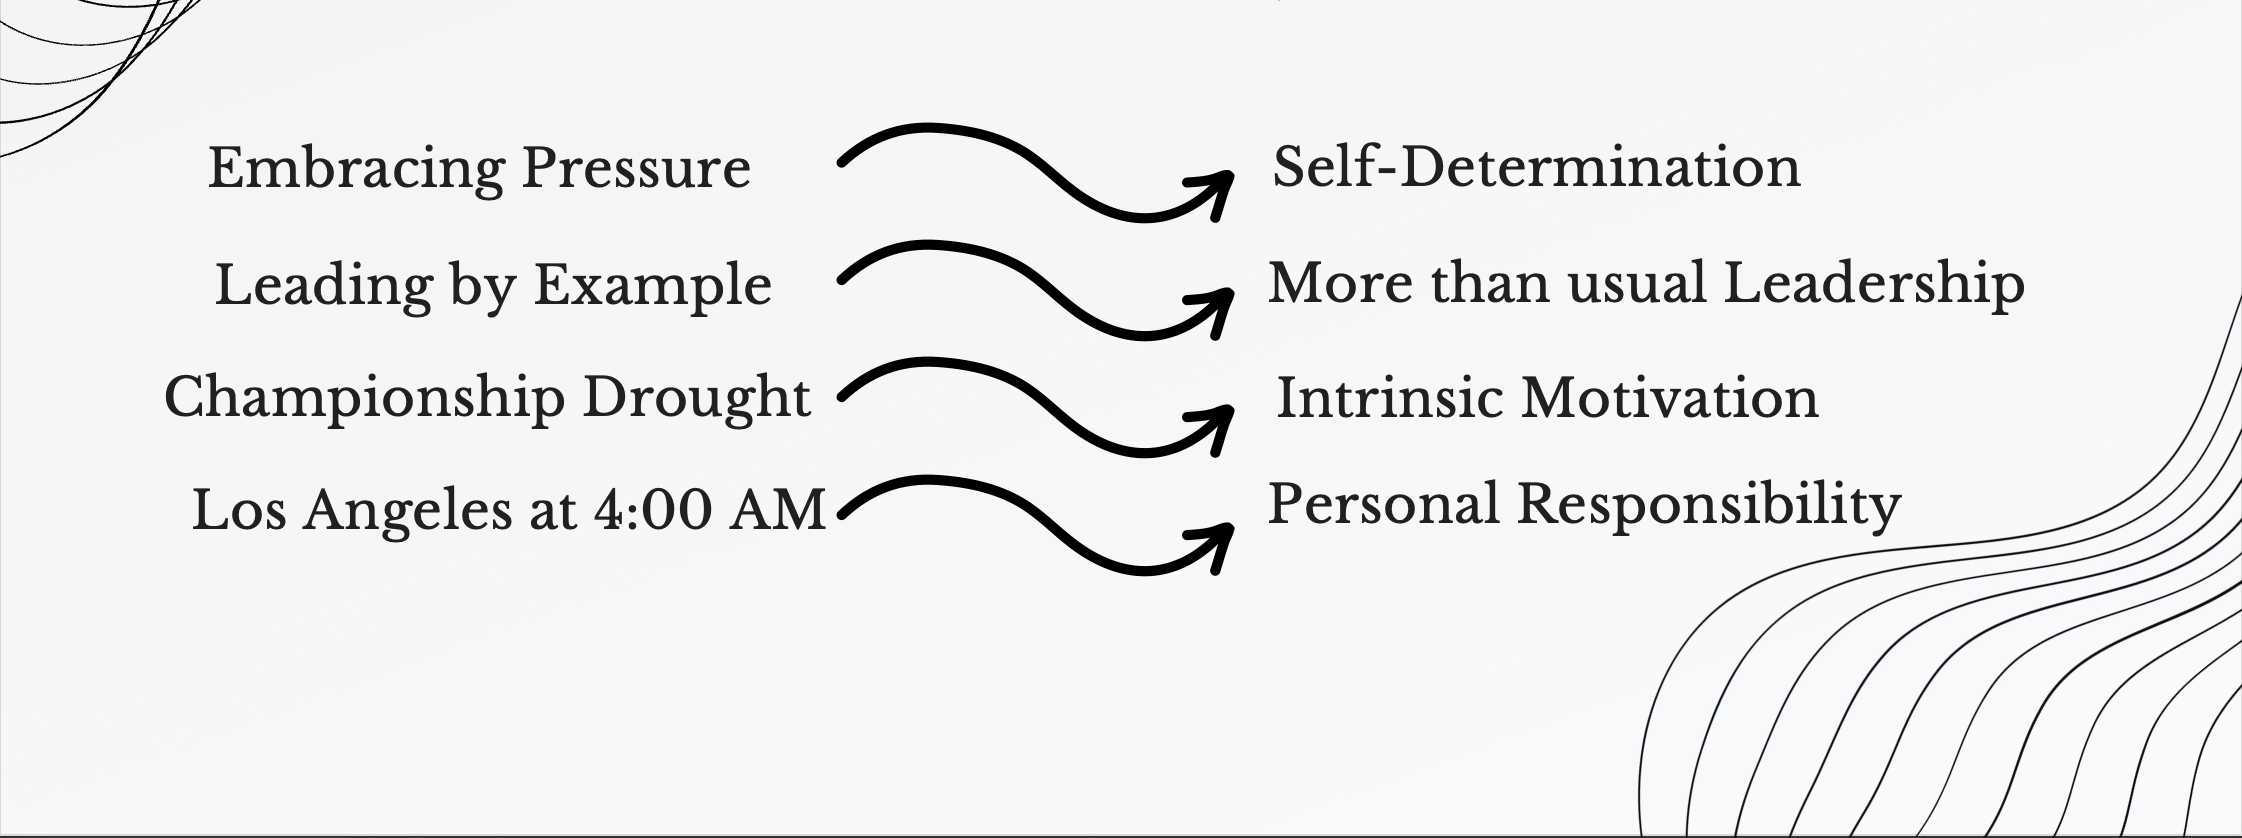 Embracing Pressure Self-Determination
Leading by Example More than usual Leadership
Championship Drought Intrinsic Motivation
Los Angeles at 4:00 AM Personal Responsibility